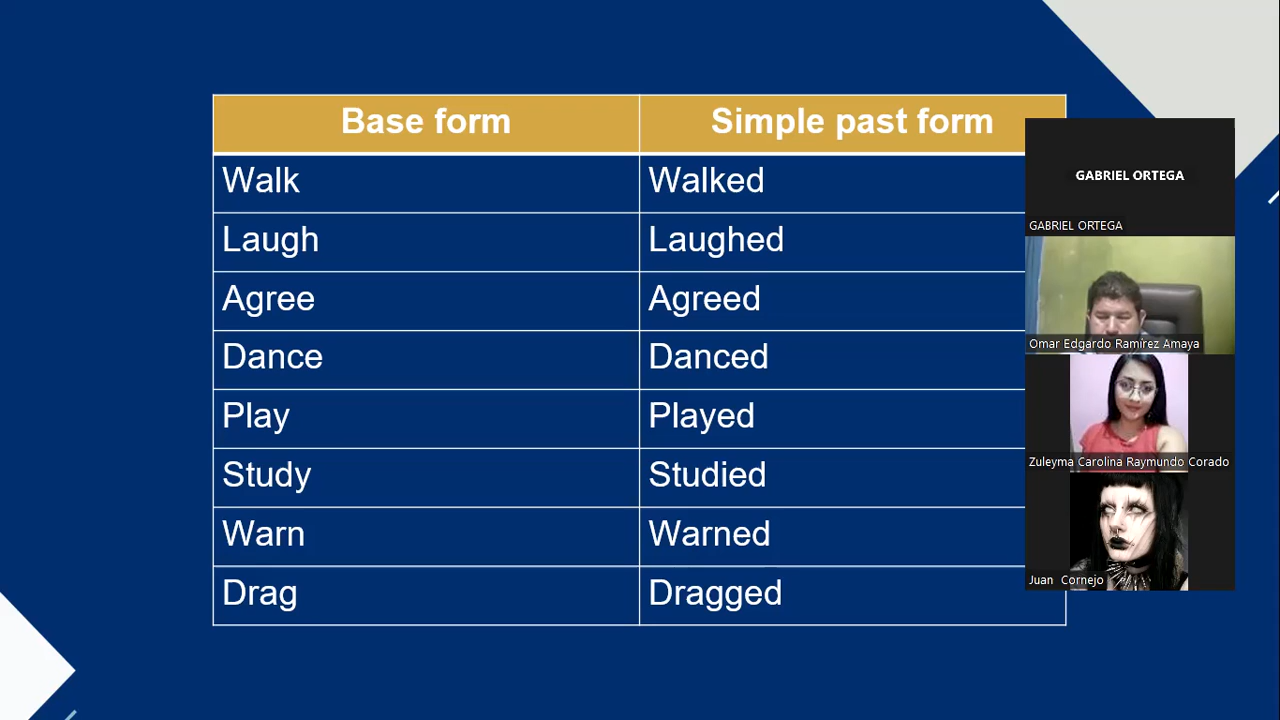 Base form Simple past form
Walk Walked
Laugh Laughed
Agree Agreed
Dance Danced
Play Played
Study Studied
Warn Warned
Drag Dragged
GABRIEL ORTEGA
GABRIEL ORTEGA
Omar Edgardo Ramírez Amaya
Zuleyma Carolina Raymundo Corado
Juan Cornejo